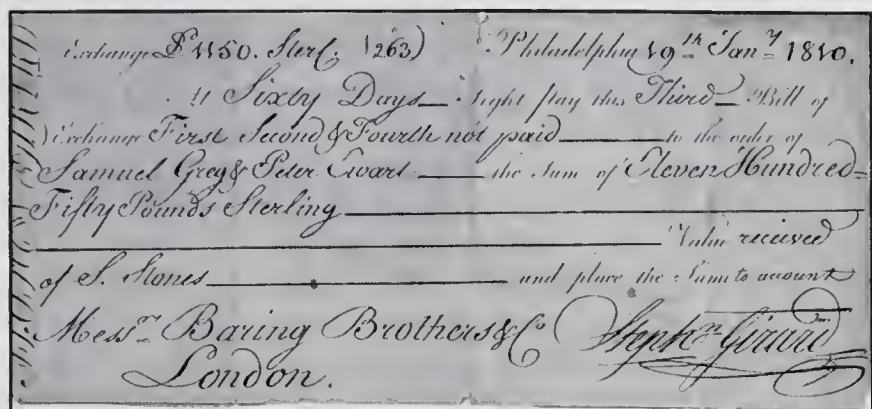 Exchange £1150. Sterl. (263) Philadelphia 19th Jany 1810.
At Sixty Days Sight pay this Third Bill of
Exchange First Second & Fourth not paid to the order of
Samuel Greg & Peter Ewart the Sum of Eleven Hundred
Fifty Pounds Sterling
Value received
of S. Stones and place the Same to account
Messrs Baring Brothers & Co Stephn Girard
London.